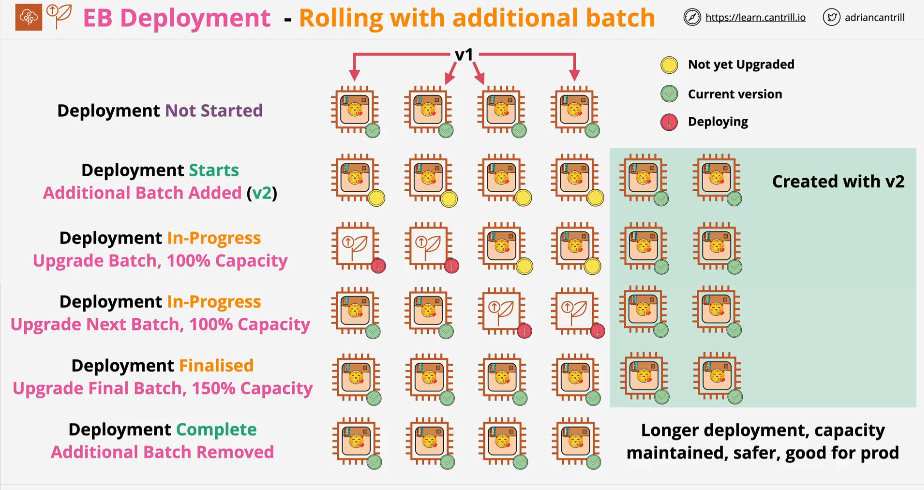 EB Deployment - Rolling with additional batch
https://learn.cantrill.io
adriancantrill
v1
Not yet Upgraded
Current version
Deploying
Deployment Not Started
Deployment Starts
Additional Batch Added (v2)
Created with v2
Deployment In-Progress
Upgrade Batch, 100% Capacity
Deployment In-Progress
Upgrade Next Batch, 100% Capacity
Deployment Finalised
Upgrade Final Batch, 150% Capacity
Deployment Complete
Additional Batch Removed
Longer deployment, capacity
maintained, safer, good for prod